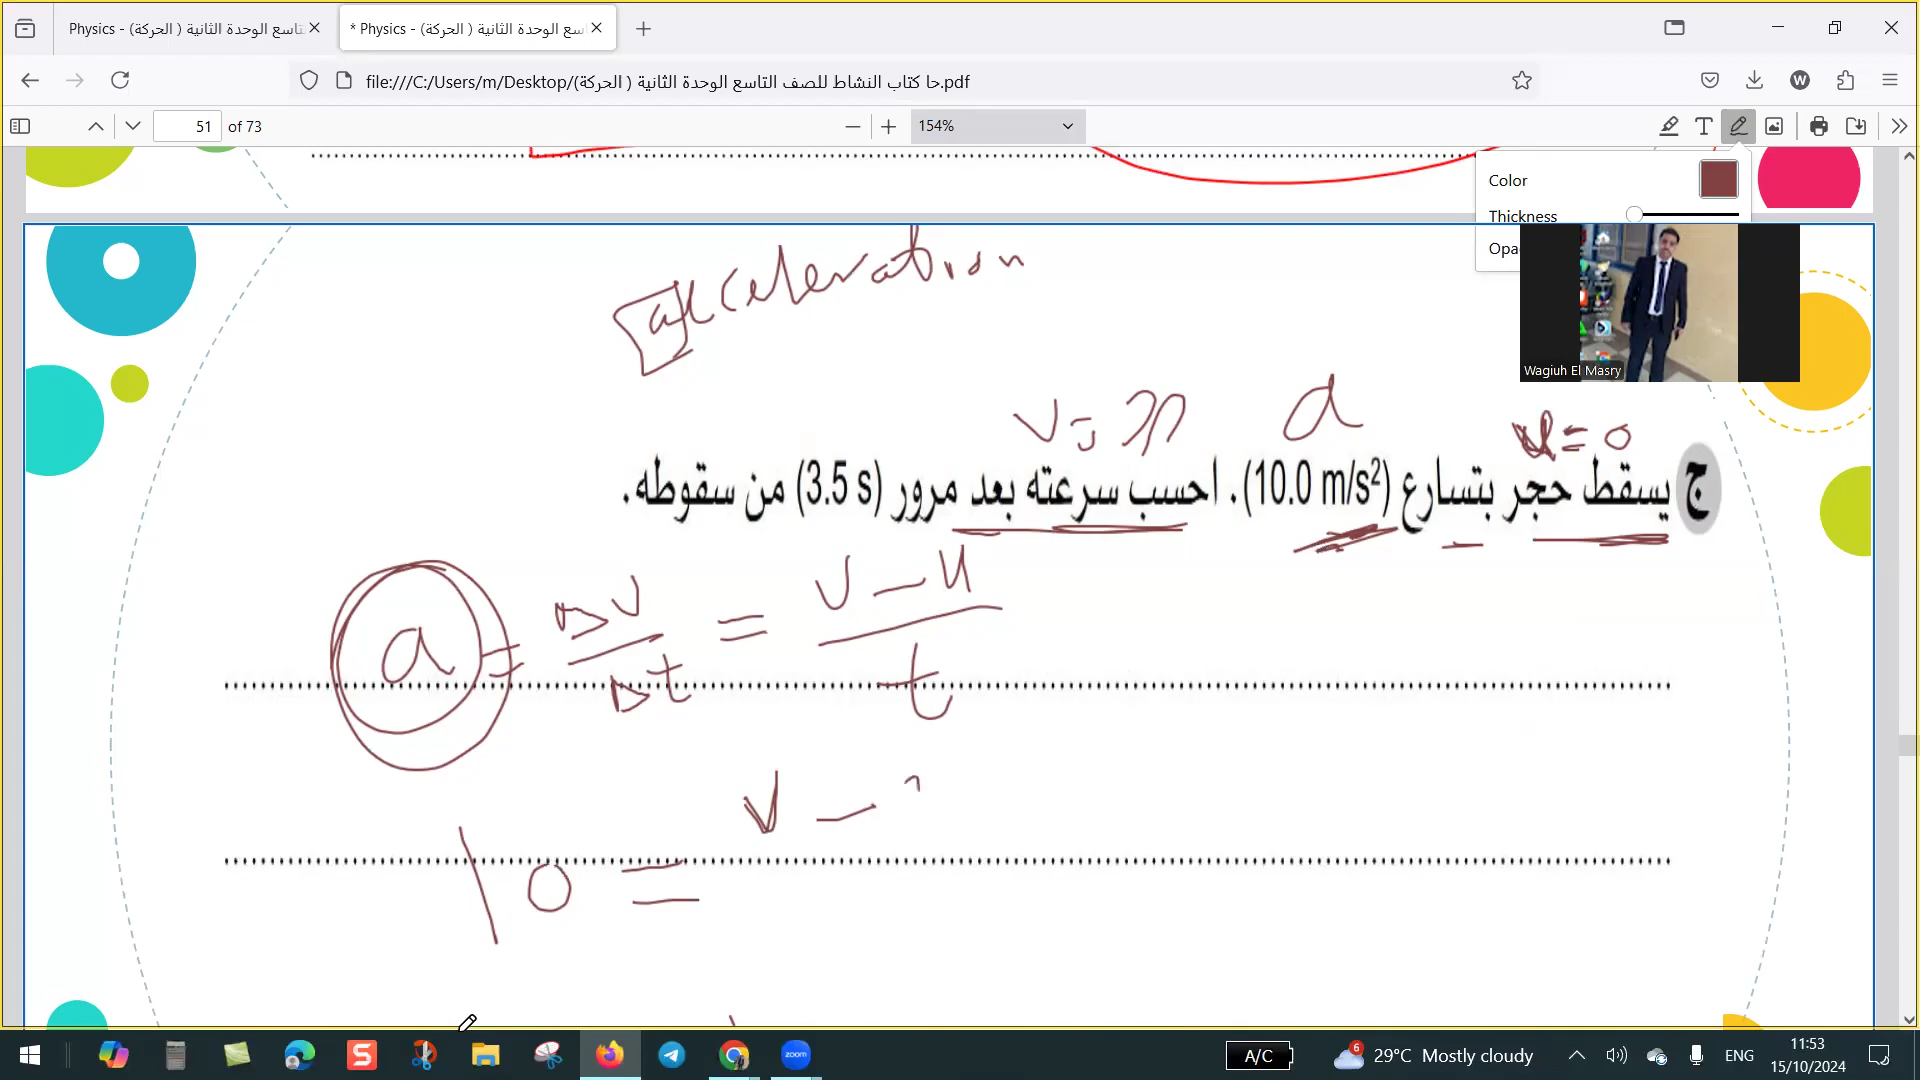 Physics - التاسع الوحدة الثانية ( الحركة)
* Physics - تاسع الوحدة الثانية ( الحركة)
file:///C:/Users/m/Desktop/حا كتاب النشاط للصف التاسع الوحدة الثانية ( الحركة).pdf
W
51 of 73
154%
Color
Thickness
Opa
Wagiuh El Masry
acceleration
v = ?? a u = 0
ج يسقط حجر بتسارع (10.0 m/s²). احسب سرعته بعد مرور (3.5 s) من سقوطه.
a = Δv/Δt = v - u/t
10 = v -
A/C
6
29°C Mostly cloudy
ENG
11:53
15/10/2024
zoom